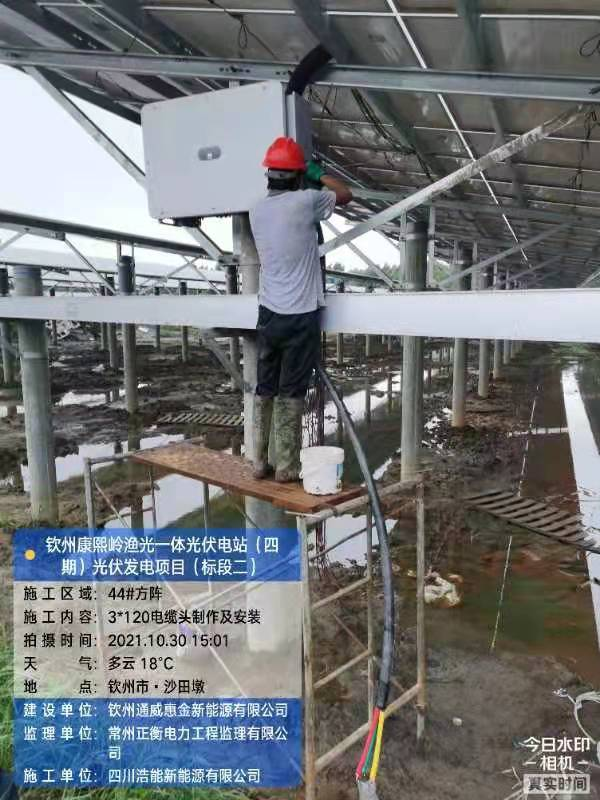 钦州康熙岭渔光一体光伏电站（四
期）光伏发电项目（标段二）
施工区域：44#方阵
施工内容：3*120电缆头制作及安装
拍摄时间：2021.10.30 15:01
天 气：多云 18℃
地 点：钦州市·沙田墩
建设单位：钦州通威惠金新能源有限公司
监理单位：常州正衡电力工程监理有限公
司
施工单位：四川浩能新能源有限公司
今日水印
相机
真实时间